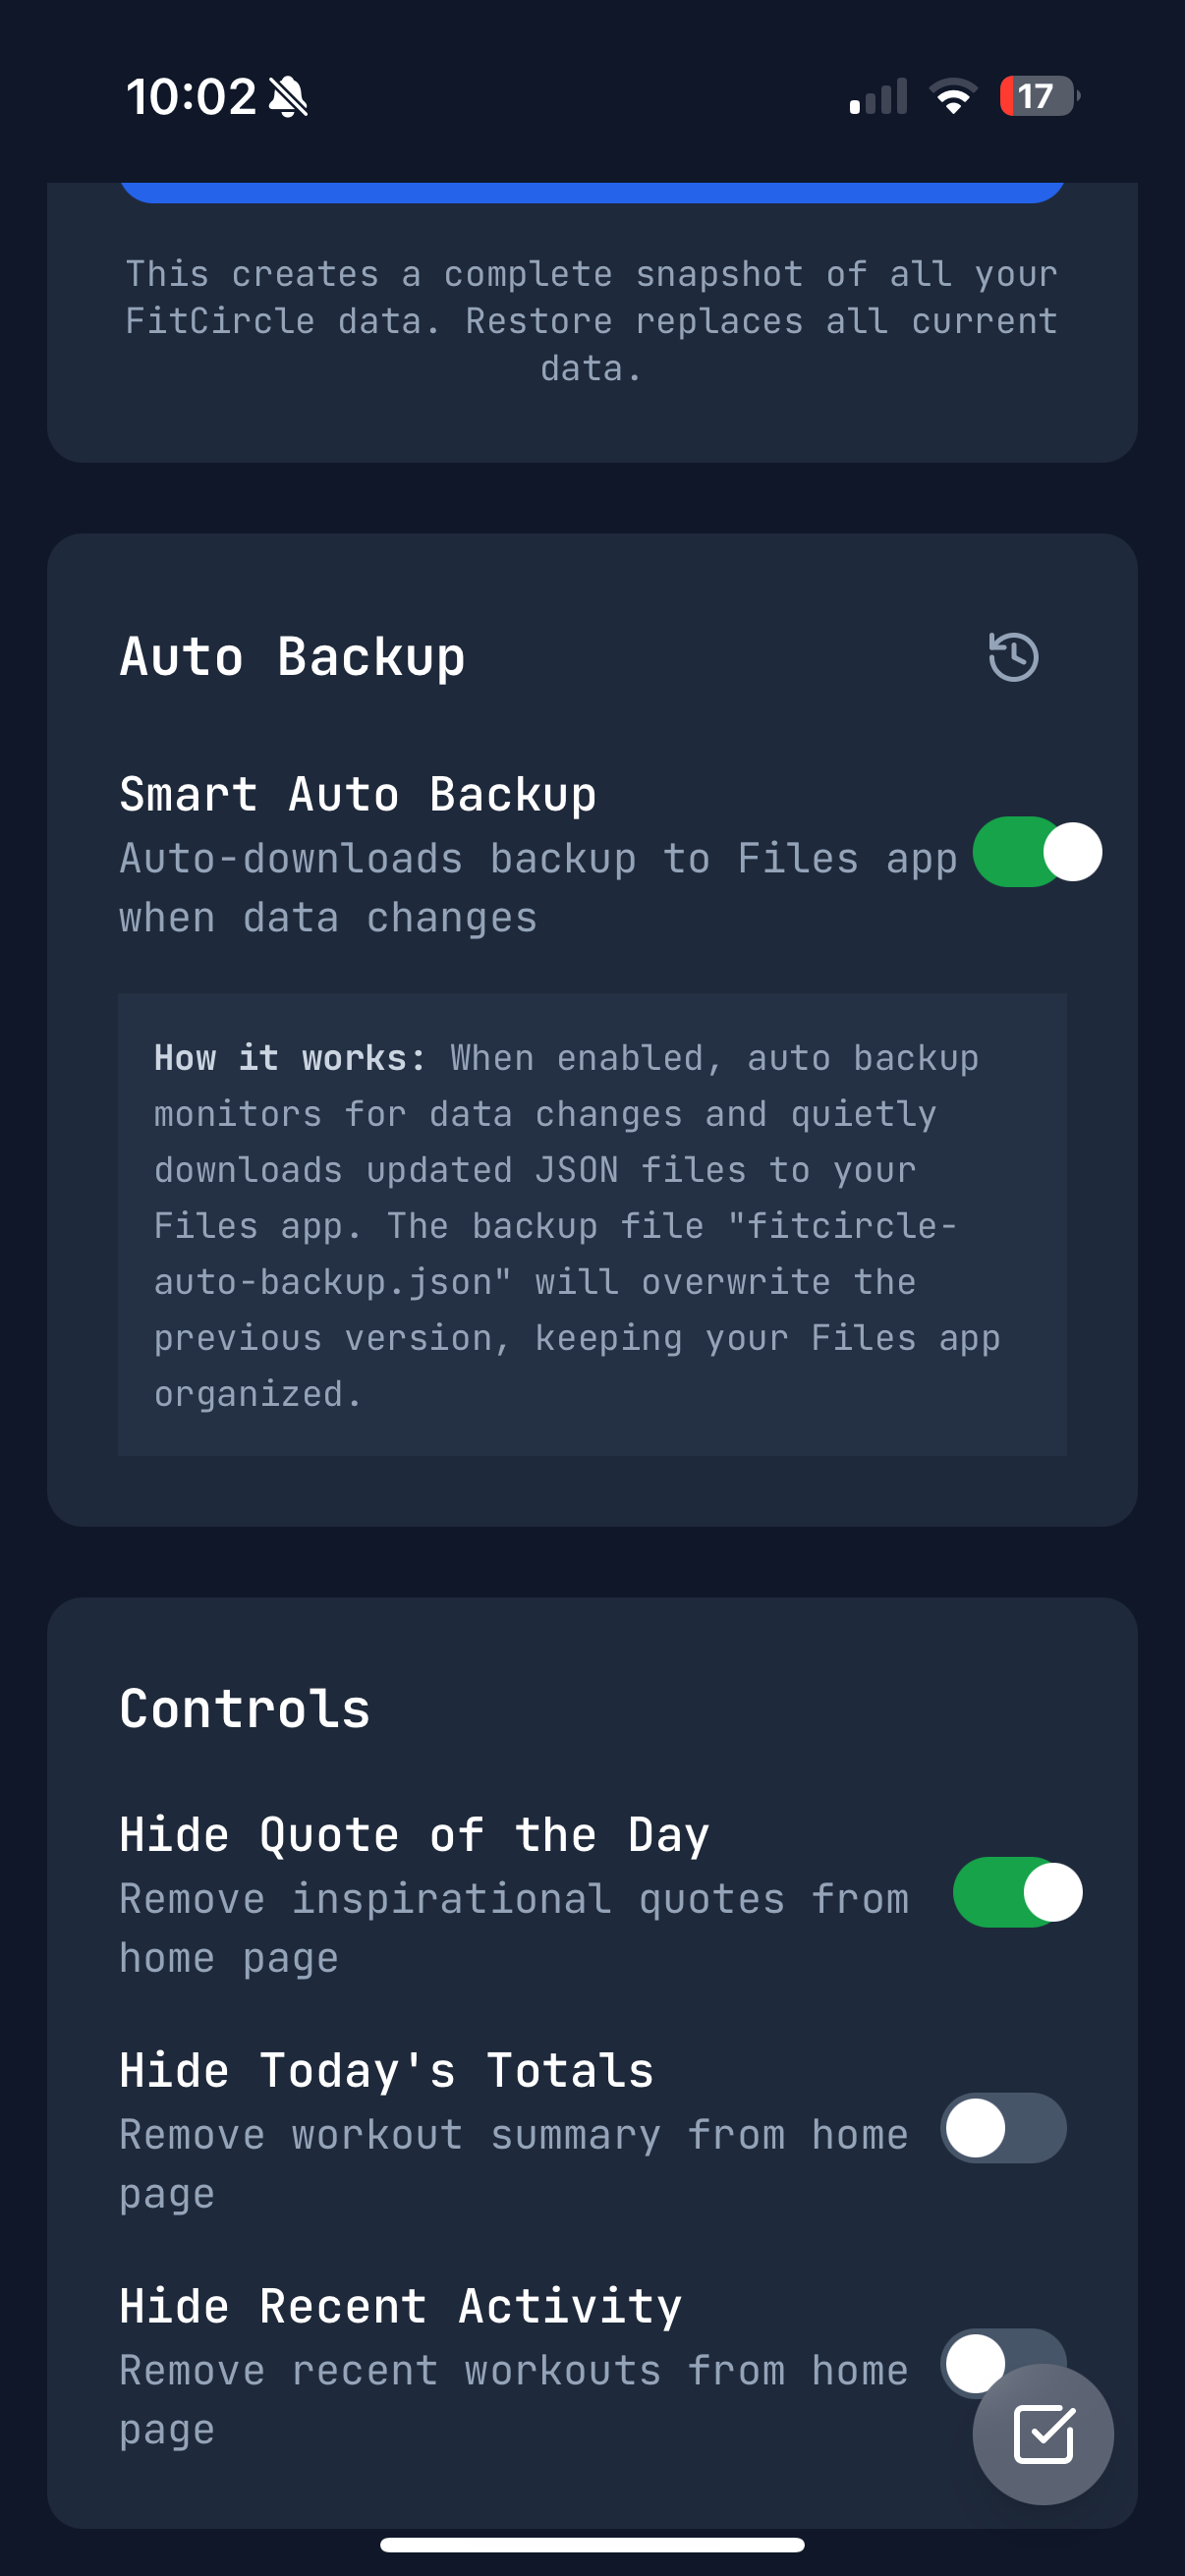 10:02
17
This creates a complete snapshot of all your
FitCircle data. Restore replaces all current
data.
Auto Backup
Smart Auto Backup
Auto-downloads backup to Files app
when data changes
How it works: When enabled, auto backup
monitors for data changes and quietly
downloads updated JSON files to your
Files app. The backup file "fitcircle-
auto-backup.json" will overwrite the
previous version, keeping your Files app
organized.
Controls
Hide Quote of the Day
Remove inspirational quotes from
home page
Hide Today's Totals
Remove workout summary from home
page
Hide Recent Activity
Remove recent workouts from home
page